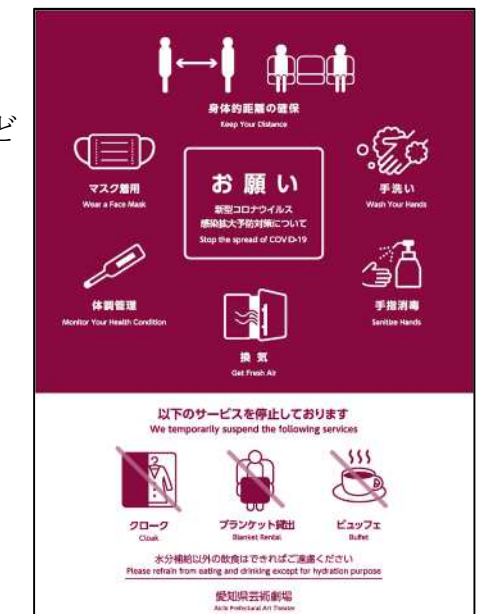 ど
身体的距離の確保
Keep Your Distance
マスク着用
Wear a Face Mask
お願い
新型コロナウイルス
感染拡大予防対策について
Stop the spread of COVID-19
手洗い
Wash Your Hands
体調管理
Monitor Your Health Condition
手指消毒
Sanitize Hands
換気
Get Fresh Air
以下のサービスを停止しております
We temporarily suspend the following services
クローク
Cloak
ブランケット貸出
Blanket Rental
ビュッフェ
Buffet
水分補給以外の飲食はできればご遠慮ください
Please refrain from eating and drinking except for hydration purpose
愛知県芸術劇場
Aichi Prefectural Art Theater